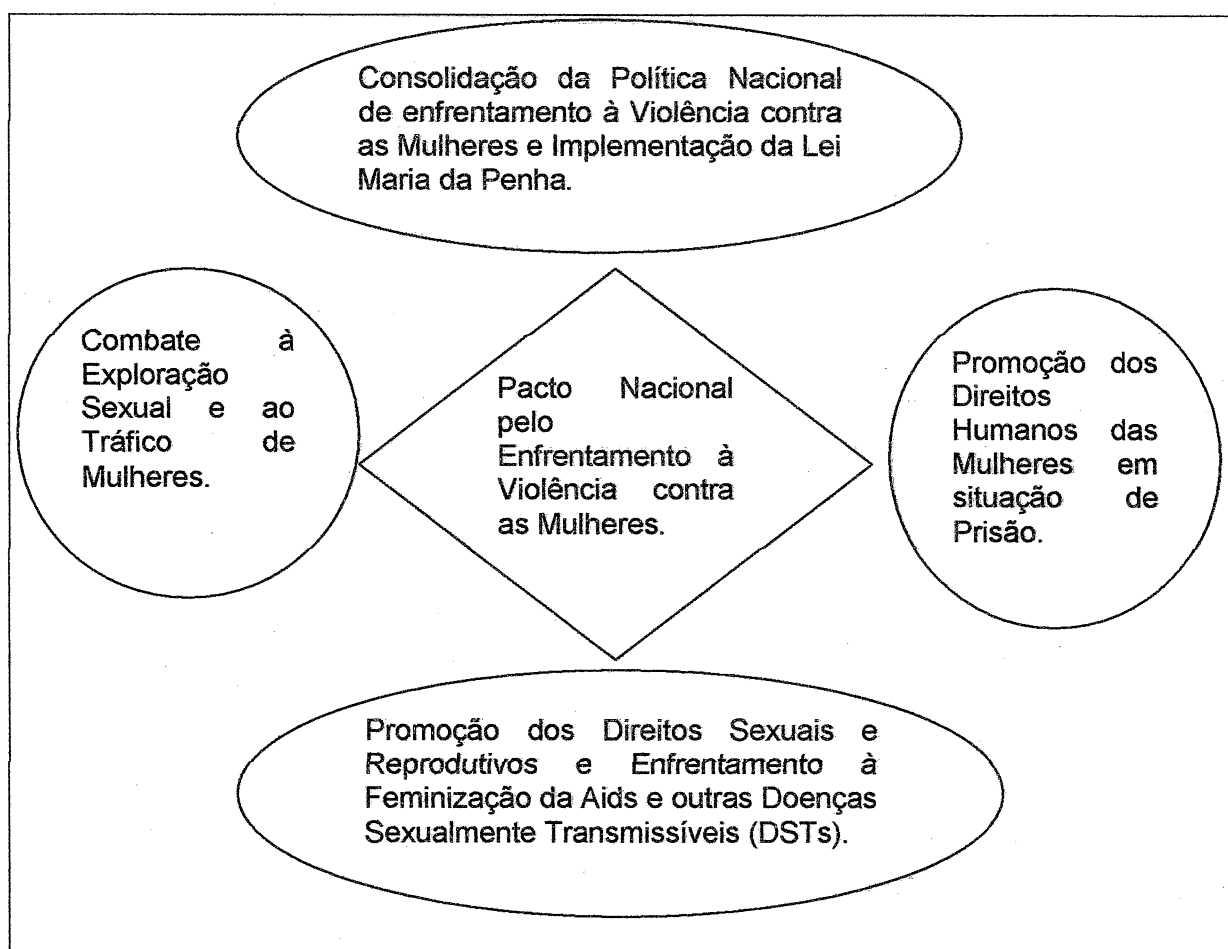 Consolidação da Política Nacional
de enfrentamento à Violência contra
as Mulheres e Implementação da Lei
Maria da Penha.
Combate à
Exploração
Sexual e ao
Tráfico de
Mulheres.
Pacto Nacional
pelo
Enfrentamento à
Violência contra
as Mulheres.
Promoção dos
Direitos
Humanos das
Mulheres em
situação de
Prisão.
Promoção dos Direitos Sexuais e
Reprodutivos e Enfrentamento à
Feminização da Aids e outras Doenças
Sexualmente Transmissíveis (DSTs).